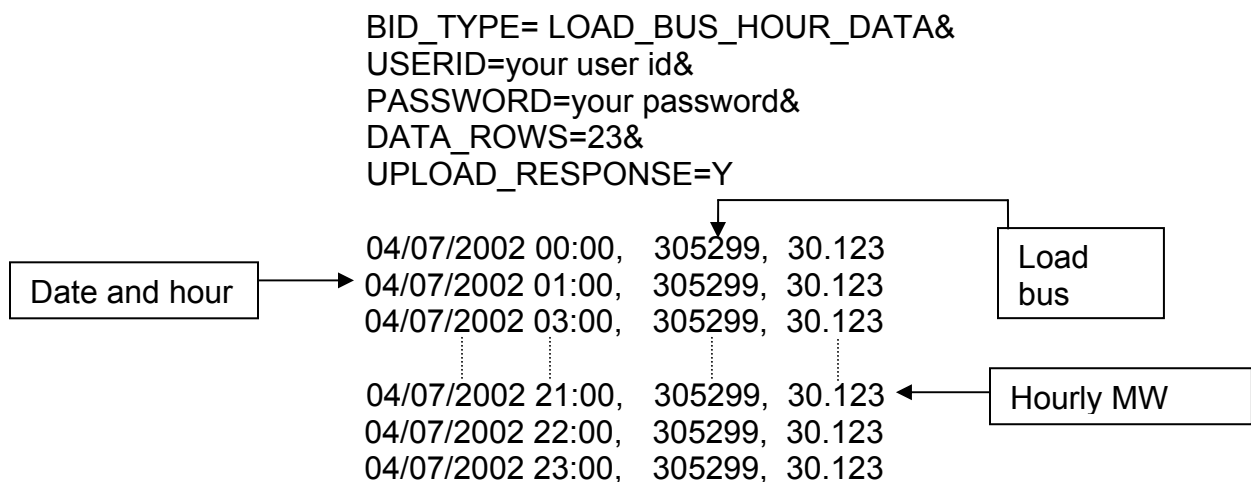 BID_TYPE= LOAD_BUS_HOUR_DATA&
USERID=your user id&
PASSWORD=your password&
DATA_ROWS=23&
UPLOAD_RESPONSE=Y
04/07/2002 00:00, 305299, 30.123
04/07/2002 01:00, 305299, 30.123
04/07/2002 03:00, 305299, 30.123
Date and hour
Load
bus
04/07/2002 21:00, 305299, 30.123
04/07/2002 22:00, 305299, 30.123
04/07/2002 23:00, 305299, 30.123
Hourly MW